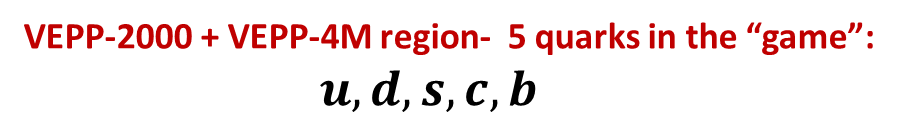 VEPP-2000 + VEPP-4M region-  5 quarks in the “game”:
u, d, s, c, b